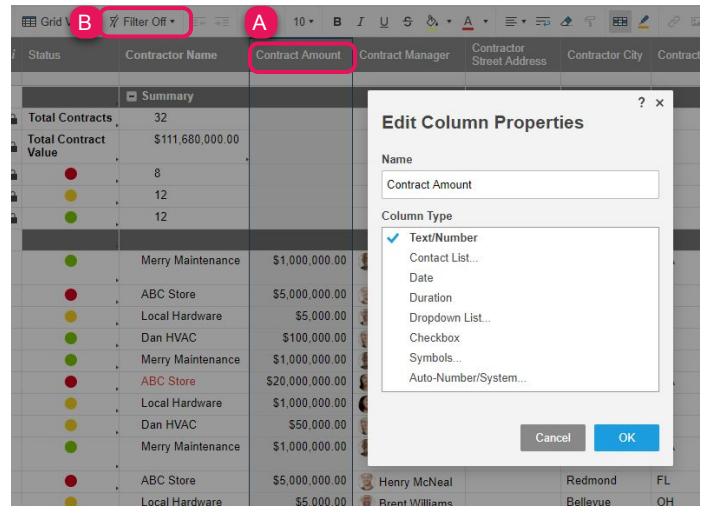 Grid V B Filter Off A 10 B I U S A
i Status Contractor Name Contract Amount Contract Manager Contractor Street Address Contractor City Contract
Summary
Total Contracts 32
Total Contract Value $111,680,000.00
8
12
12
Merry Maintenance $1,000,000.00
ABC Store $5,000,000.00
Local Hardware $5,000.00
Dan HVAC $100,000.00
Merry Maintenance $1,000,000.00
ABC Store $20,000,000.00
Local Hardware $1,000,000.00
Dan HVAC $50,000.00
Merry Maintenance $1,000,000.00
ABC Store $5,000,000.00 Henry McNeal Redmond FL
Local Hardware $5,000.00 Brent Williams Bellevue OH
? ×
Edit Column Properties
Name
Contract Amount
Column Type
Text/Number
Contact List...
Date
Duration
Dropdown List...
Checkbox
Symbols...
Auto-Number/System...
Cancel OK